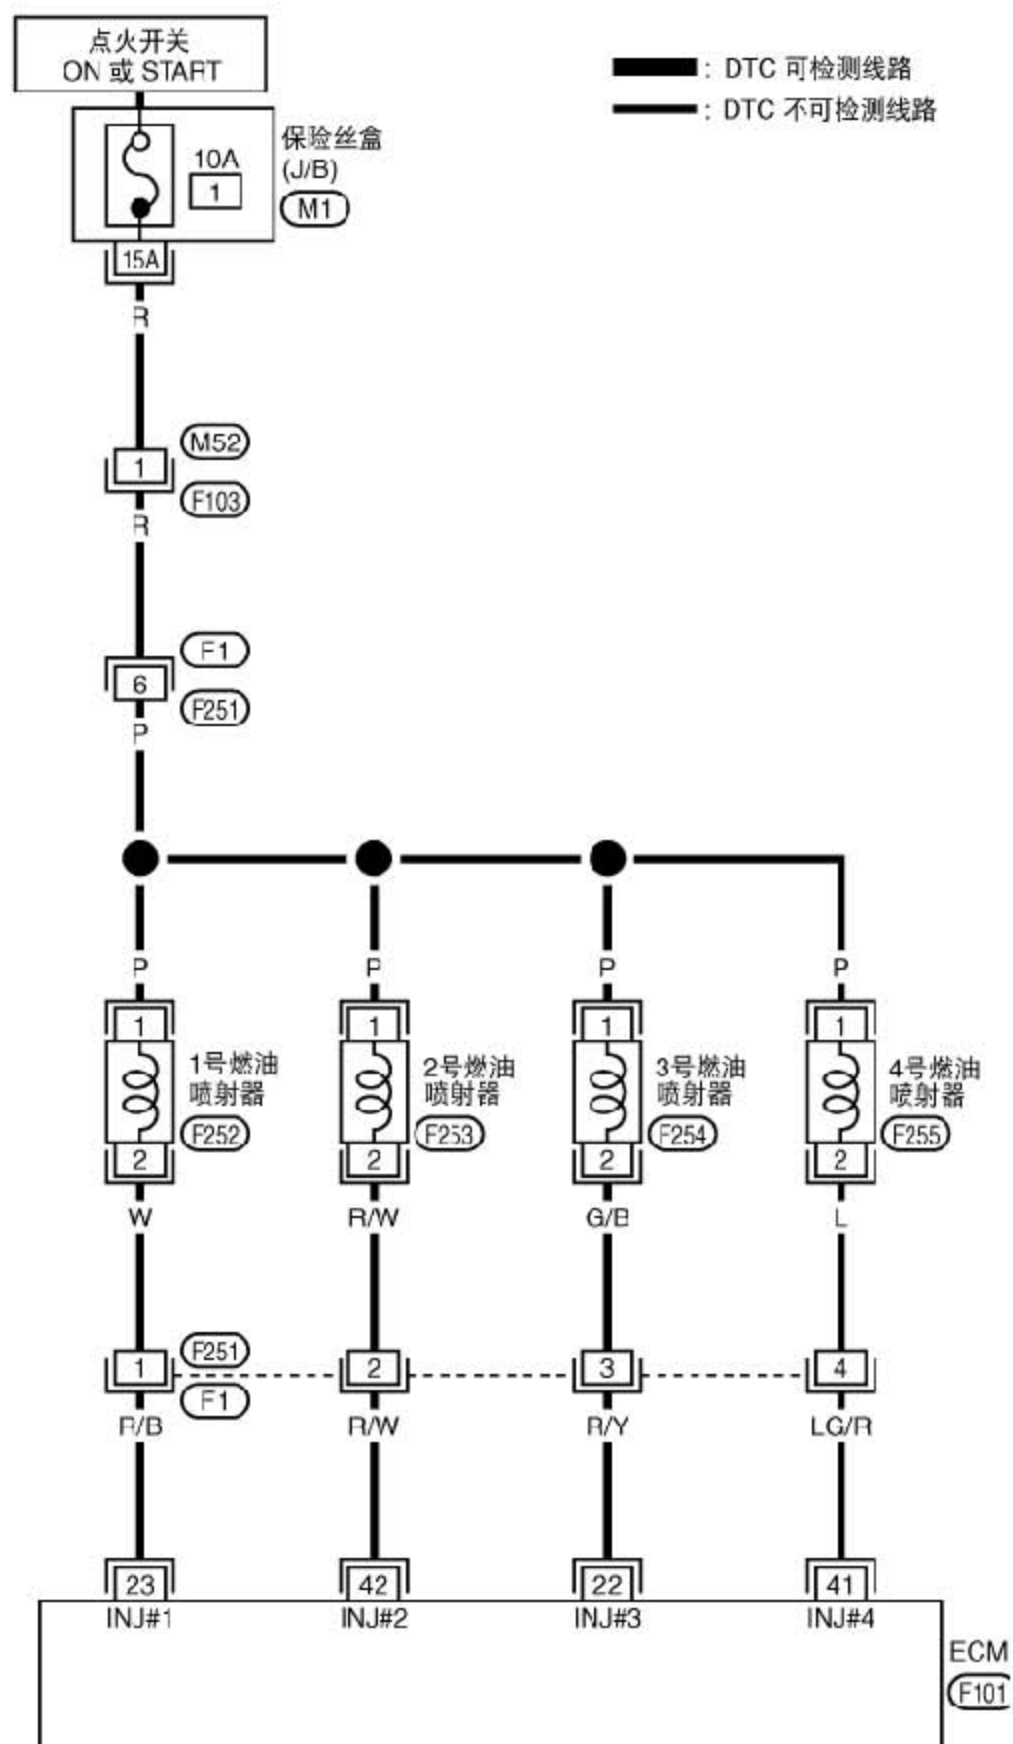 点火开关
ON 或 START
: DTC 可检测线路
: DTC 不可检测线路
保险丝盒
(J/B)
M1
10A
1
15A
R
M52
1
F103
R
F1
6
F251
P
P P P P
1 1 1 1
1号燃油
喷射器
F252
2号燃油
喷射器
F253
3号燃油
喷射器
F254
4号燃油
喷射器
F255
2 2 2 2
W R/W G/B L
F251
1 2 3 4
F1
R/B R/W R/Y LG/R
23 42 22 41
INJ#1 INJ#2 INJ#3 INJ#4
ECM
F101